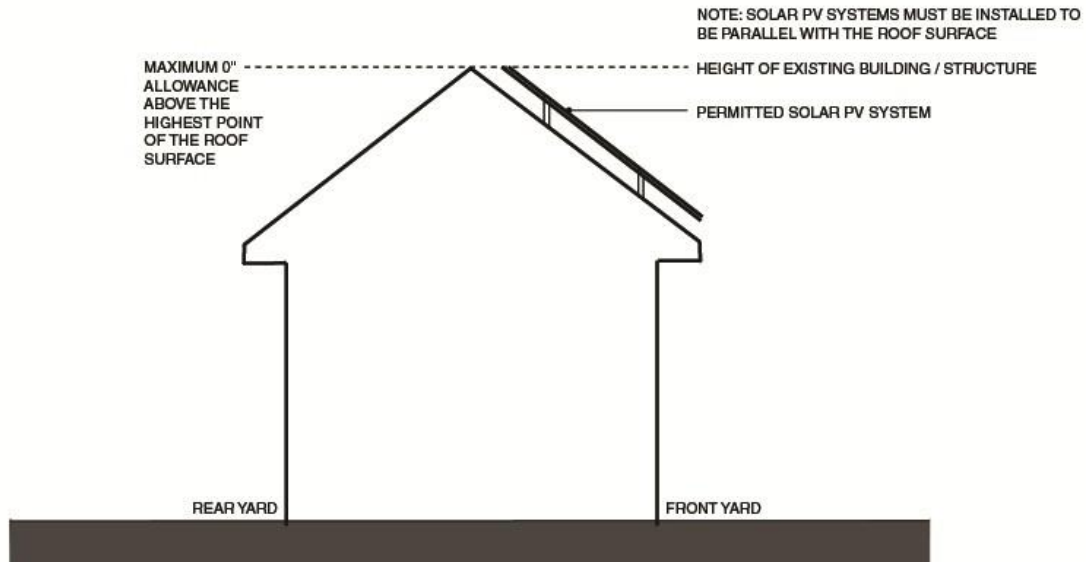 NOTE: SOLAR PV SYSTEMS MUST BE INSTALLED TO
BE PARALLEL WITH THE ROOF SURFACE
MAXIMUM 0"
ALLOWANCE
ABOVE THE
HIGHEST POINT
OF THE ROOF
SURFACE
HEIGHT OF EXISTING BUILDING / STRUCTURE
PERMITTED SOLAR PV SYSTEM
REAR YARD
FRONT YARD